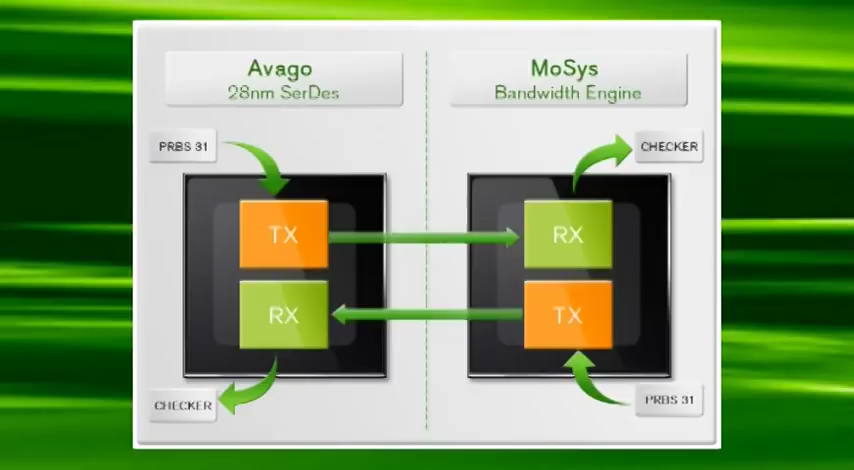 Avago
28nm SerDes
MoSys
Bandwidth Engine
PRBS 31
CHECKER
TX
RX
RX
TX
CHECKER
PRBS 31